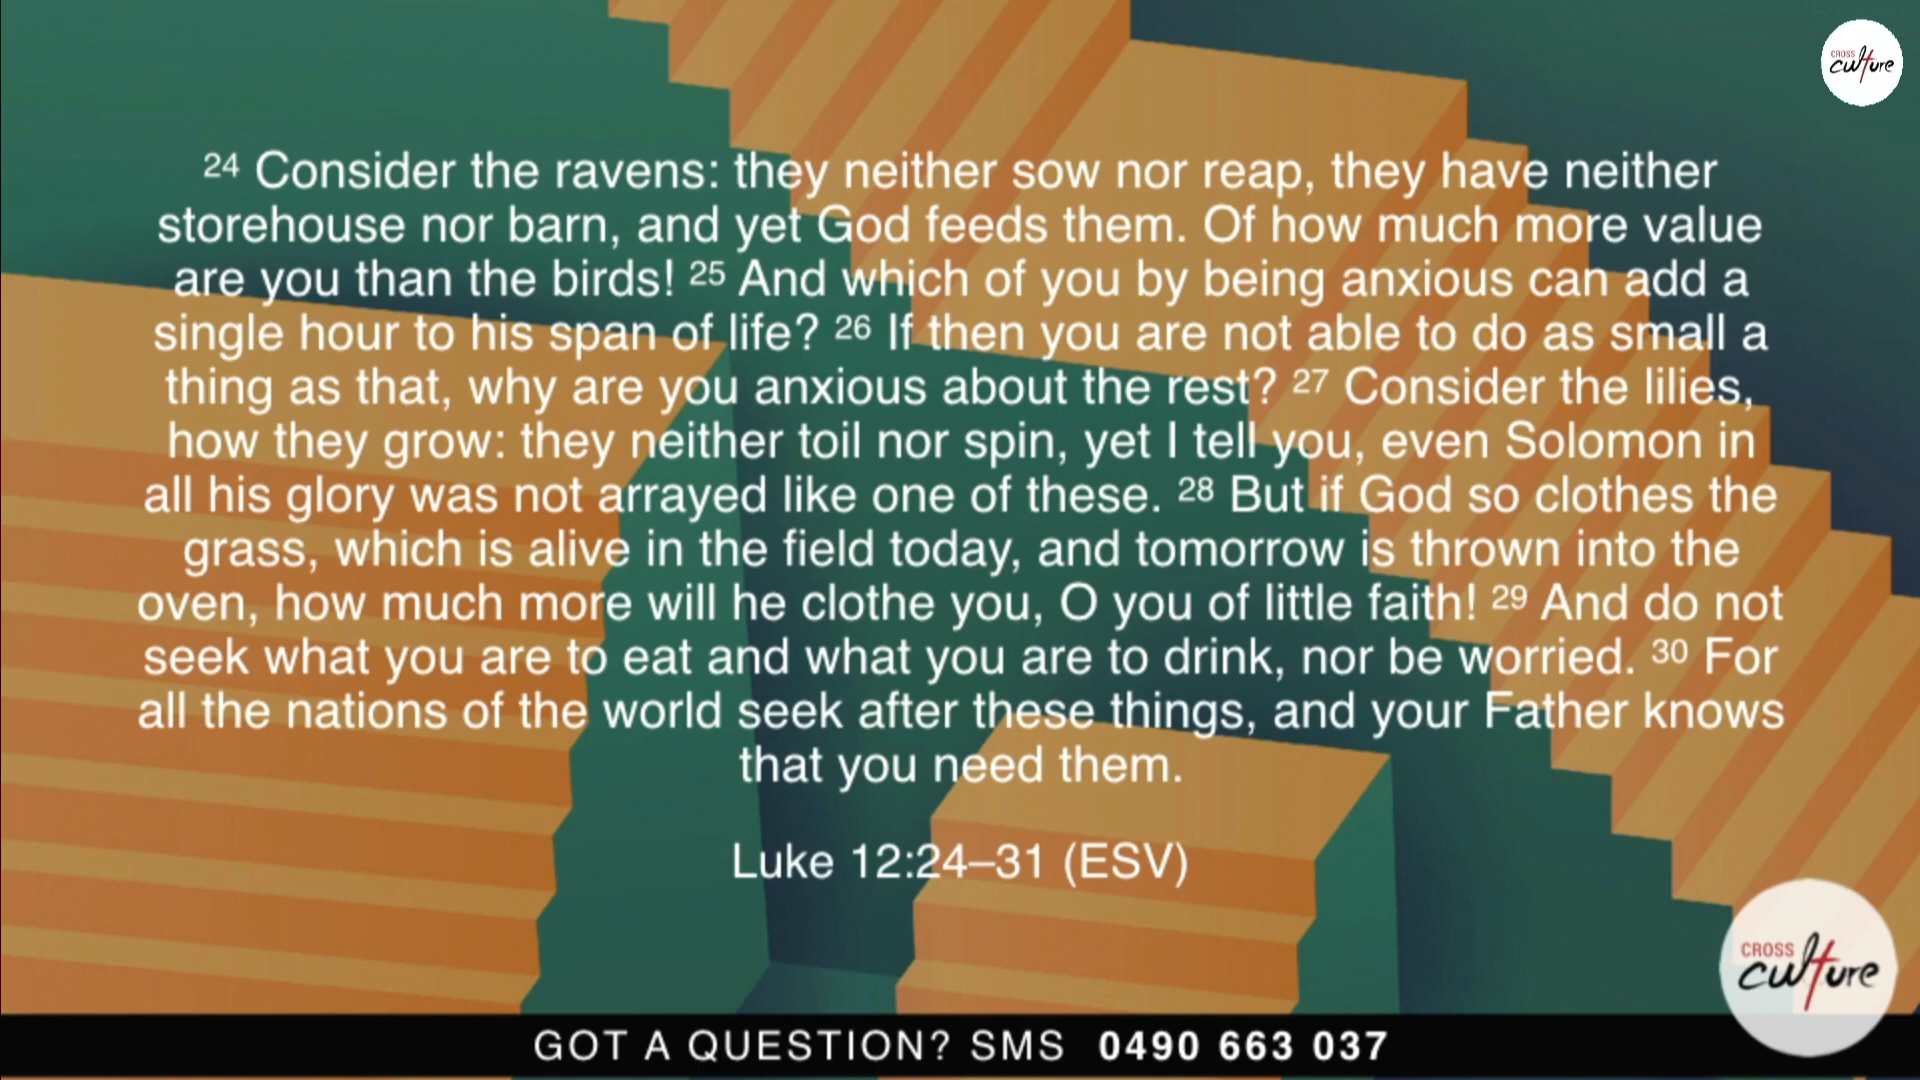 CROSS
culture
24 Consider the ravens: they neither sow nor reap, they have neither
storehouse nor barn, and yet God feeds them. Of how much more value
are you than the birds! 25 And which of you by being anxious can add a
single hour to his span of life? 26 If then you are not able to do as small a
thing as that, why are you anxious about the rest? 27 Consider the lilies,
how they grow: they neither toil nor spin, yet I tell you, even Solomon in
all his glory was not arrayed like one of these. 28 But if God so clothes the
grass, which is alive in the field today, and tomorrow is thrown into the
oven, how much more will he clothe you, O you of little faith! 29 And do not
seek what you are to eat and what you are to drink, nor be worried. 30 For
all the nations of the world seek after these things, and your Father knows
that you need them.
Luke 12:24–31 (ESV)
CROSS
culture
GOT A QUESTION? SMS 0490 663 037